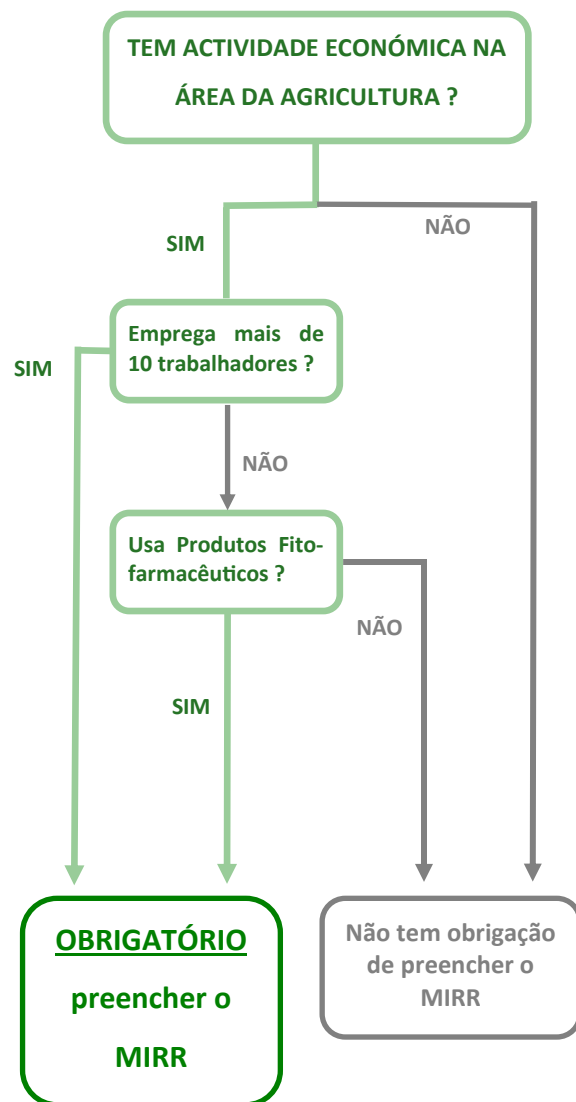 TEM ACTIVIDADE ECONÓMICA NA
ÁREA DA AGRICULTURA ?
NÃO
SIM
Emprega mais de
10 trabalhadores ?
SIM
NÃO
Usa Produtos Fito-
farmacêuticos ?
NÃO
SIM
OBRIGATÓRIO
preencher o
MIRR
Não tem obrigação
de preencher o
MIRR